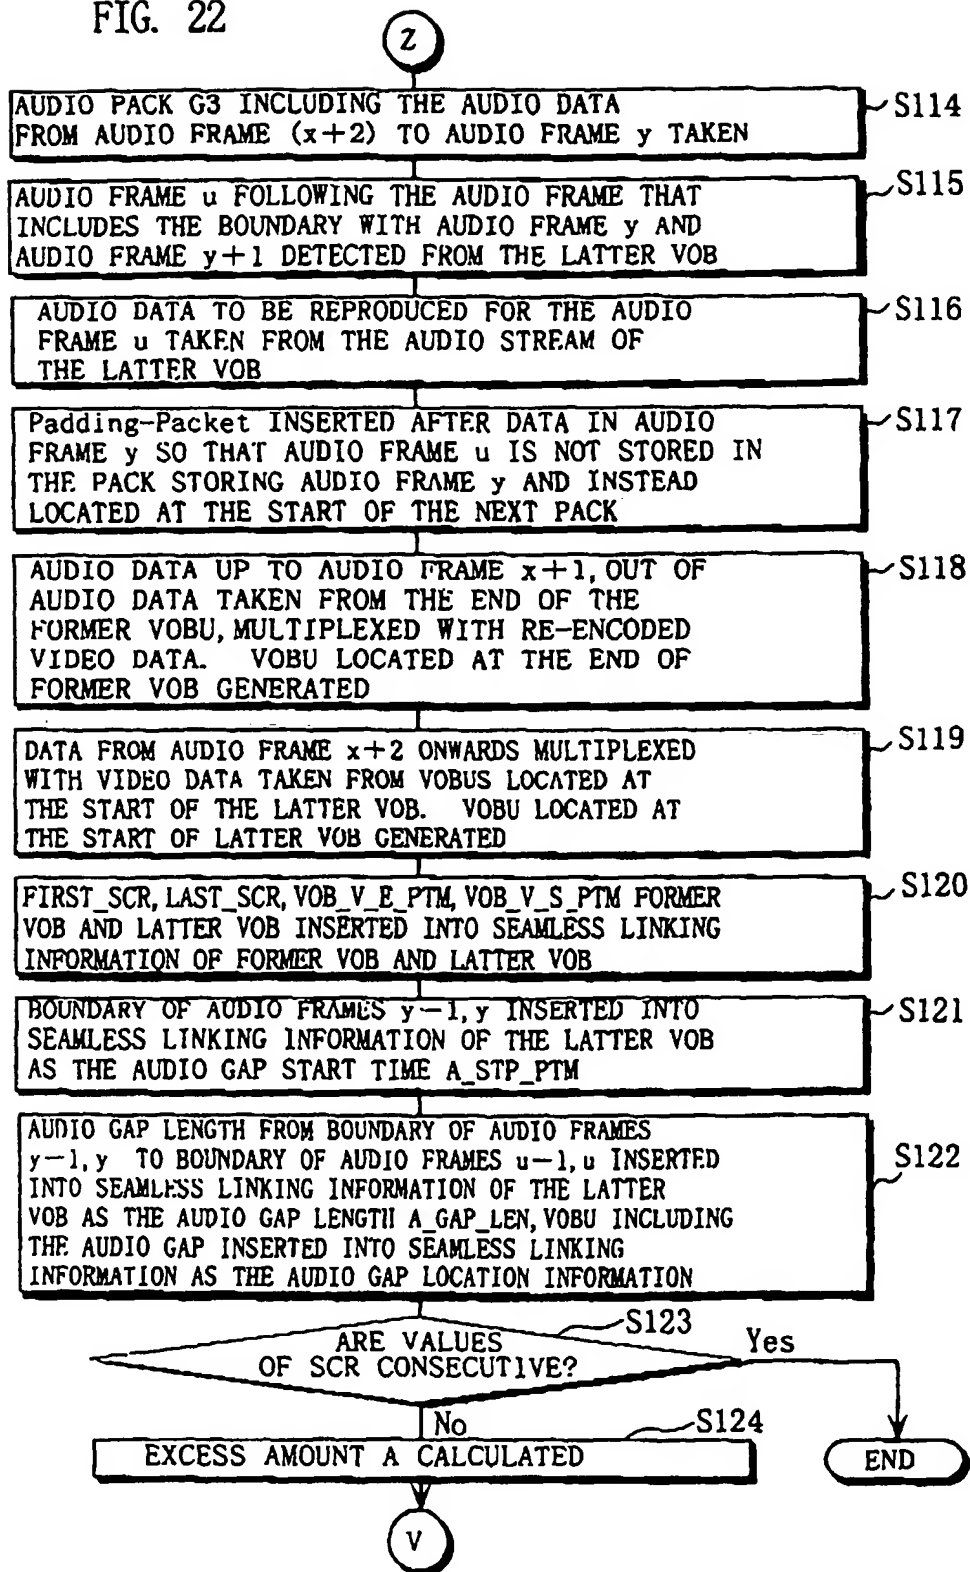 FIG. 22
Z
AUDIO PACK G3 INCLUDING THE AUDIO DATA
FROM AUDIO FRAME (x+2) TO AUDIO FRAME y TAKEN
S114
AUDIO FRAME u FOLLOWING THE AUDIO FRAME THAT
INCLUDES THE BOUNDARY WITH AUDIO FRAME y AND
AUDIO FRAME y+1 DETECTED FROM THE LATTER VOB
S115
AUDIO DATA TO BE REPRODUCED FOR THE AUDIO
FRAME u TAKEN FROM THE AUDIO STREAM OF
THE LATTER VOB
S116
Padding-Packet INSERTED AFTER DATA IN AUDIO
FRAME y SO THAT AUDIO FRAME u IS NOT STORED IN
THE PACK STORING AUDIO FRAME y AND INSTEAD
LOCATED AT THE START OF THE NEXT PACK
S117
AUDIO DATA UP TO AUDIO FRAME x+1, OUT OF
AUDIO DATA TAKEN FROM THE END OF THE
FORMER VOBU, MULTIPLEXED WITH RE-ENCODED
VIDEO DATA. VOBU LOCATED AT THE END OF
FORMER VOB GENERATED
S118
DATA FROM AUDIO FRAME x+2 ONWARDS MULTIPLEXED
WITH VIDEO DATA TAKEN FROM VOBUS LOCATED AT
THE START OF THE LATTER VOB. VOBU LOCATED AT
THE START OF LATTER VOB GENERATED
S119
FIRST_SCR, LAST_SCR, VOB_V_E_PTM, VOB_V_S_PTM FORMER
VOB AND LATTER VOB INSERTED INTO SEAMLESS LINKING
INFORMATION OF FORMER VOB AND LATTER VOB
S120
BOUNDARY OF AUDIO FRAMES y-1, y INSERTED INTO
SEAMLESS LINKING INFORMATION OF THE LATTER VOB
AS THE AUDIO GAP START TIME A_STP_PTM
S121
AUDIO GAP LENGTH FROM BOUNDARY OF AUDIO FRAMES
y-1, y TO BOUNDARY OF AUDIO FRAMES u-1, u INSERTED
INTO SEAMLESS LINKING INFORMATION OF THE LATTER
VOB AS THE AUDIO GAP LENGTH A_GAP_LEN, VOBU INCLUDING
THE AUDIO GAP INSERTED INTO SEAMLESS LINKING
INFORMATION AS THE AUDIO GAP LOCATION INFORMATION
S122
ARE VALUES
OF SCR CONSECUTIVE?
S123
Yes
No
EXCESS AMOUNT A CALCULATED
S124
END
V